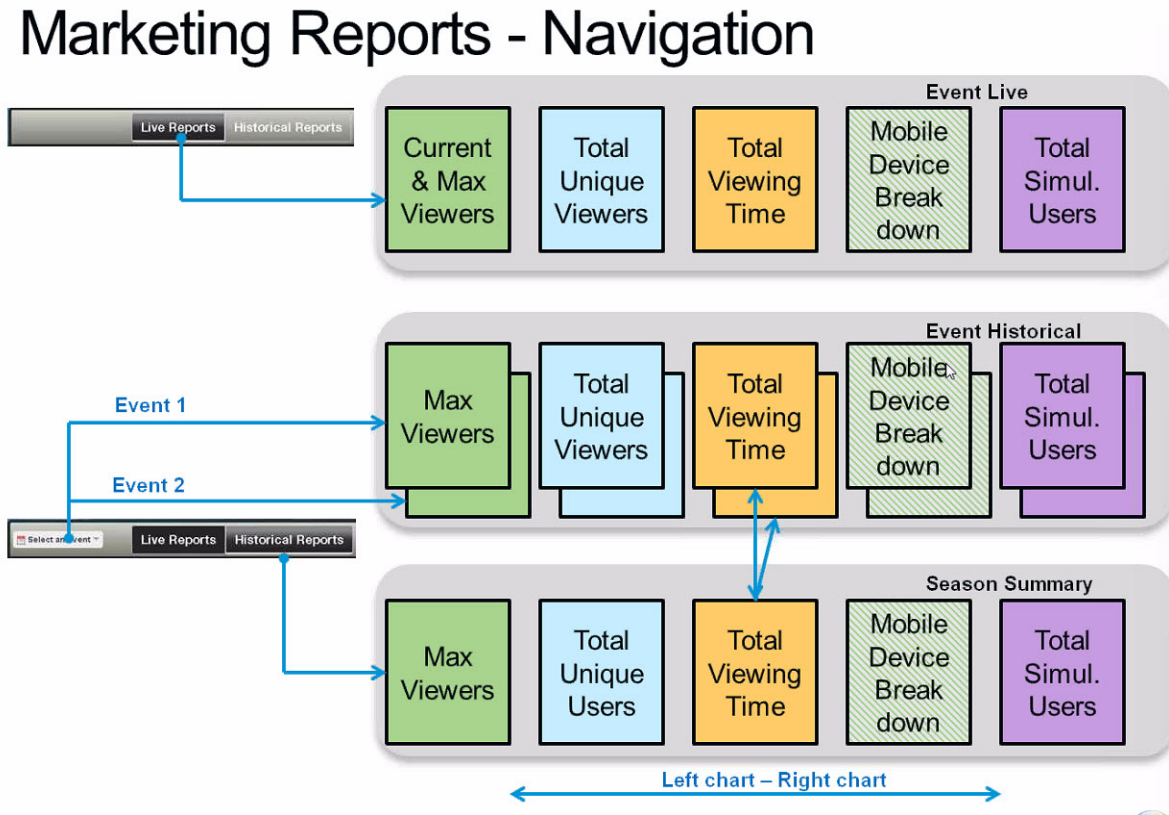 Marketing Reports - Navigation
Event Live
Live Reports Historical Reports
Current
& Max
Viewers
Total
Unique
Viewers
Total
Viewing
Time
Mobile
Device
Break
down
Total
Simul.
Users
Event Historical
Event 1
Event 2
Max
Viewers
Total
Unique
Viewers
Total
Viewing
Time
Mobile
Device
Break
down
Total
Simul.
Users
Select an event Live Reports Historical Reports
Season Summary
Max
Viewers
Total
Unique
Users
Total
Viewing
Time
Mobile
Device
Break
down
Total
Simul.
Users
Left chart – Right chart